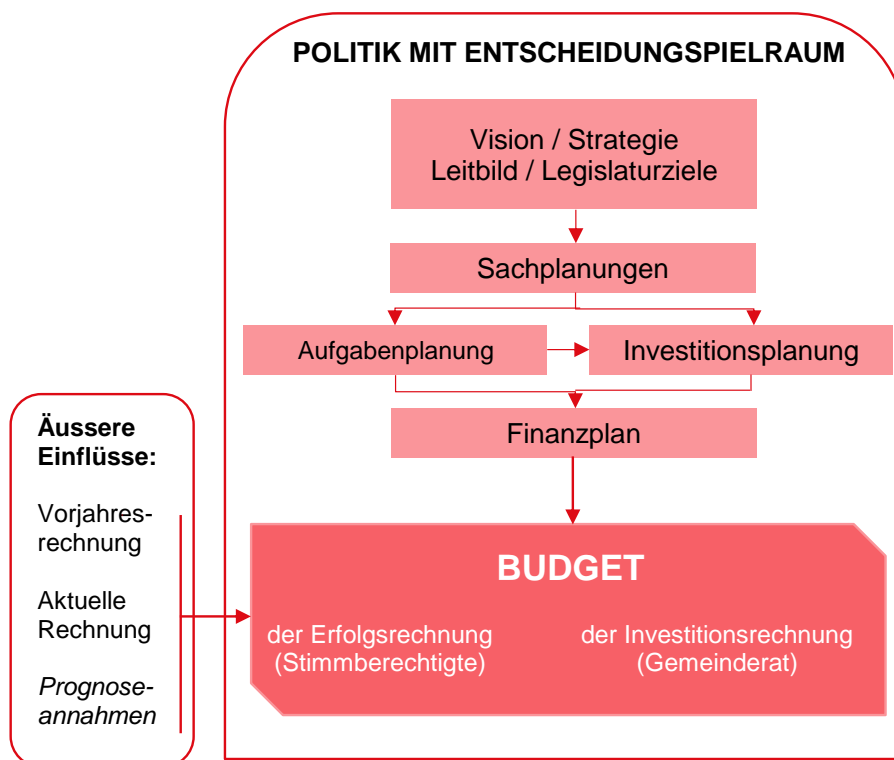 POLITIK MIT ENTSCHEIDUNGSPIELRAUM
Vision / Strategie
Leitbild / Legislaturziele
Sachplanungen
Aufgabenplanung
Investitionsplanung
Finanzplan
Äussere
Einflüsse:
Vorjahres-
rechnung
Aktuelle
Rechnung
Prognose-
annahmen
BUDGET
der Erfolgsrechnung
(Stimmberechtigte)
der Investitionsrechnung
(Gemeinderat)